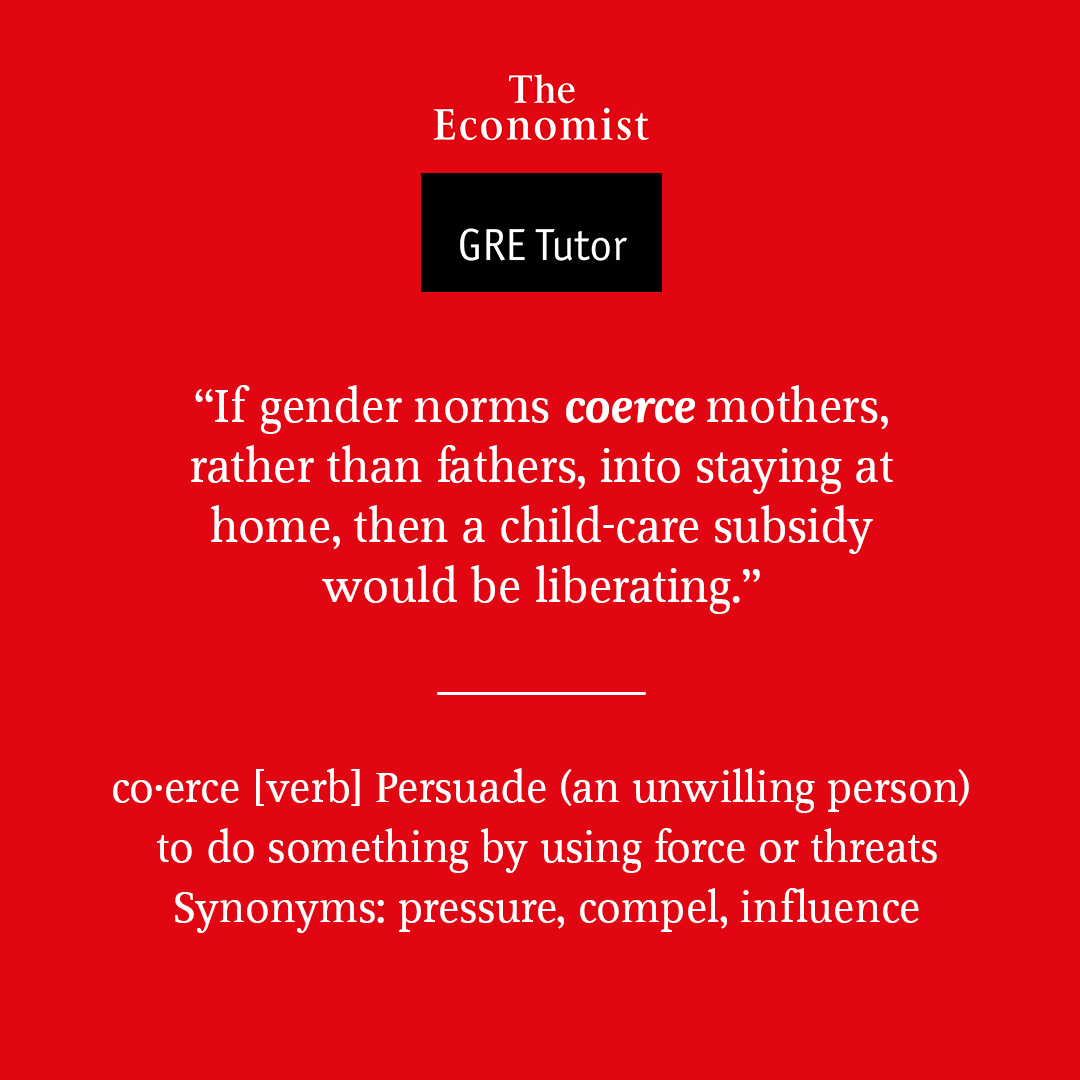 The
Economist
GRE Tutor
“If gender norms coerce mothers,
rather than fathers, into staying at
home, then a child-care subsidy
would be liberating.”
co·erce [verb] Persuade (an unwilling person)
to do something by using force or threats
Synonyms: pressure, compel, influence